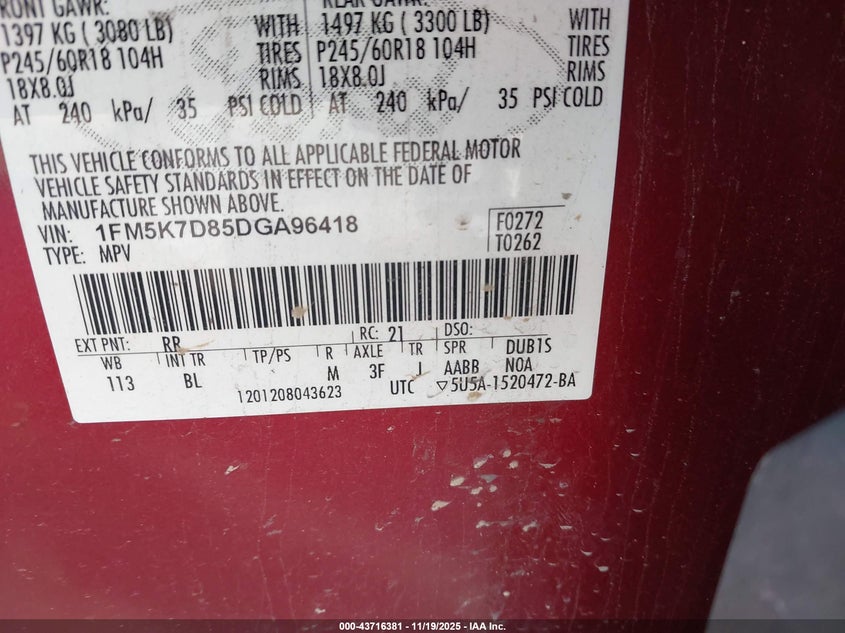 FRONT GAWR: REAR GAWR:
1397 KG ( 3080 LB) WITH 1497 KG ( 3300 LB) WITH
P245/60R18 104H TIRES P245/60R18 104H TIRES
18X8.0J RIMS 18X8.0J RIMS
AT 240 kPa/ 35 PSI COLD AT 240 kPa/ 35 PSI COLD
THIS VEHICLE CONFORMS TO ALL APPLICABLE FEDERAL MOTOR
VEHICLE SAFETY STANDARDS IN EFFECT ON THE DATE OF
MANUFACTURE SHOWN ABOVE.
VIN: 1FM5K7D85DGA96418 F0272
TYPE: MPV T0262
EXT PNT: RR RC: 21 DSO:
WB INT TR TP/PS R AXLE TR SPR DUB1S
113 BL M 3F J AABB NOA
1201208043623 UTC ▽5U5A-1520472-BA
000-43716381 - 11/19/2025 - IAA Inc.